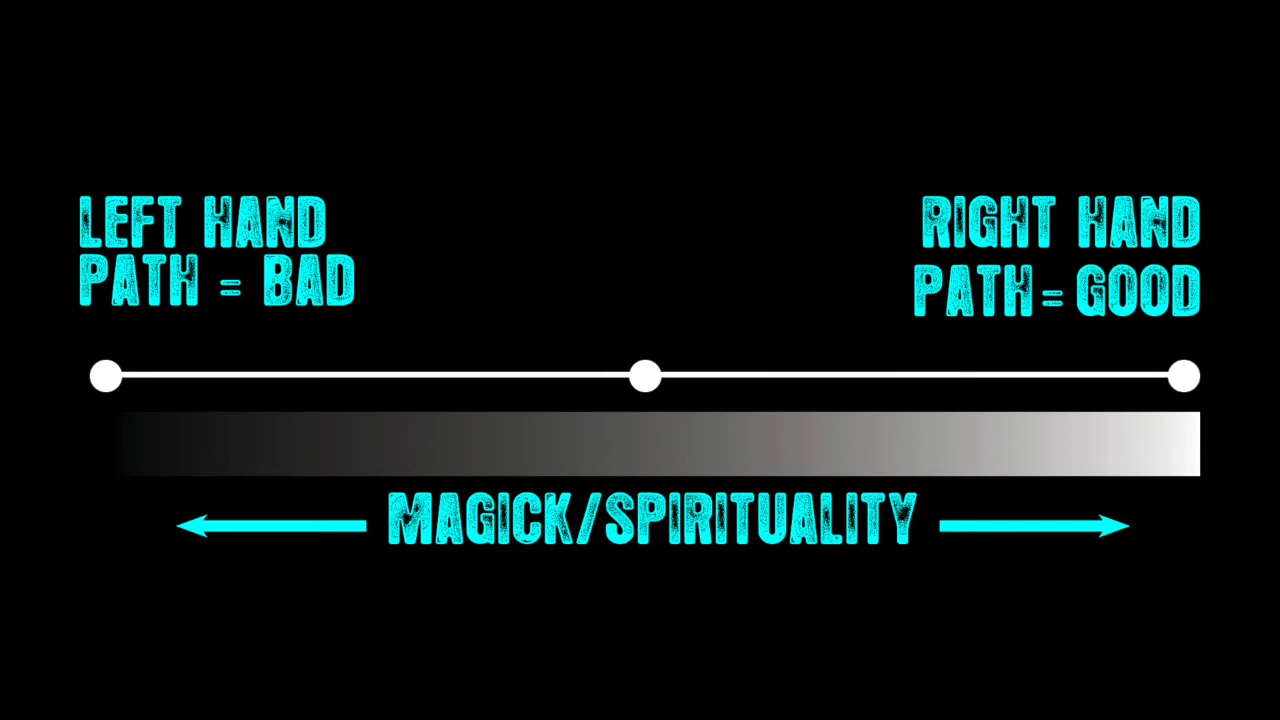 LEFT HAND
PATH = BAD
RIGHT HAND
PATH = GOOD
MAGICK/SPIRITUALITY